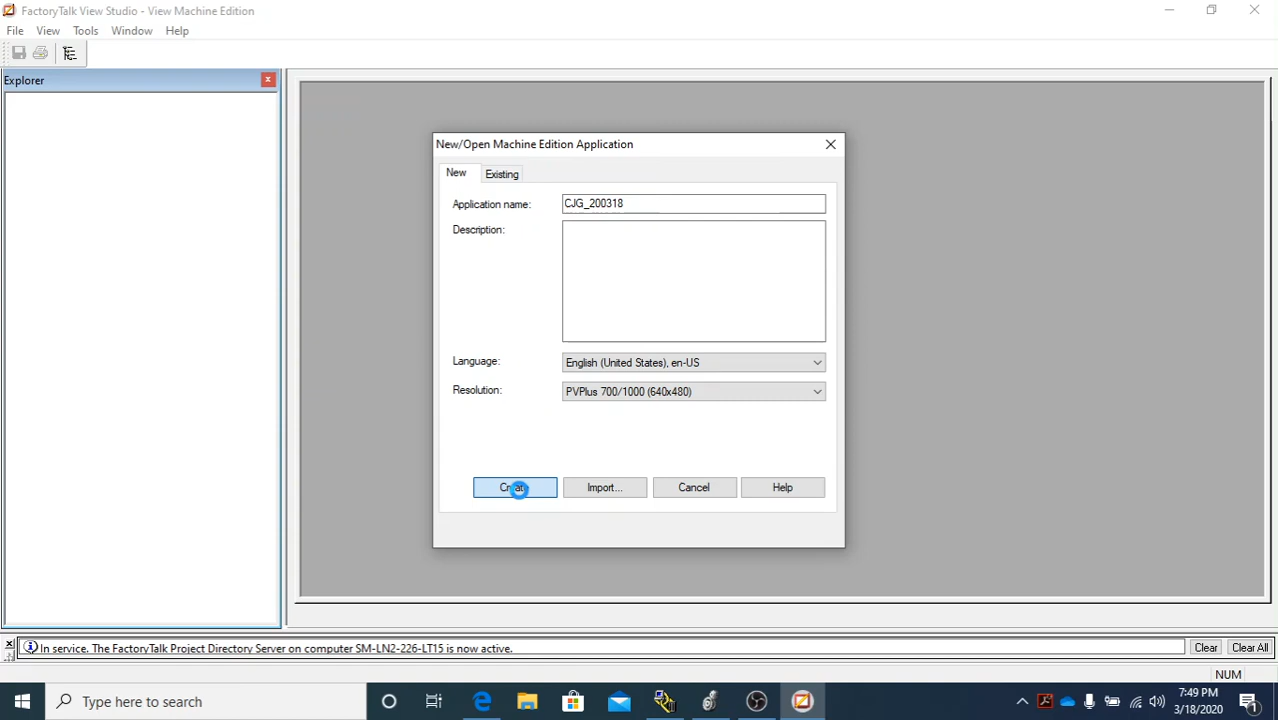 FactoryTalk View Studio - View Machine Edition
File View Tools Window Help
Explorer
New/Open Machine Edition Application
New Existing
Application name: CJG_200318
Description:
Language: English (United States), en-US
Resolution: PVPlus 700/1000 (640x480)
Import... Cancel Help
In service. The FactoryTalk Project Directory Server on computer SM-LN2-226-LT15 is now active. Clear Clear All
NUM
Type here to search
7:49 PM
3/18/2020
1